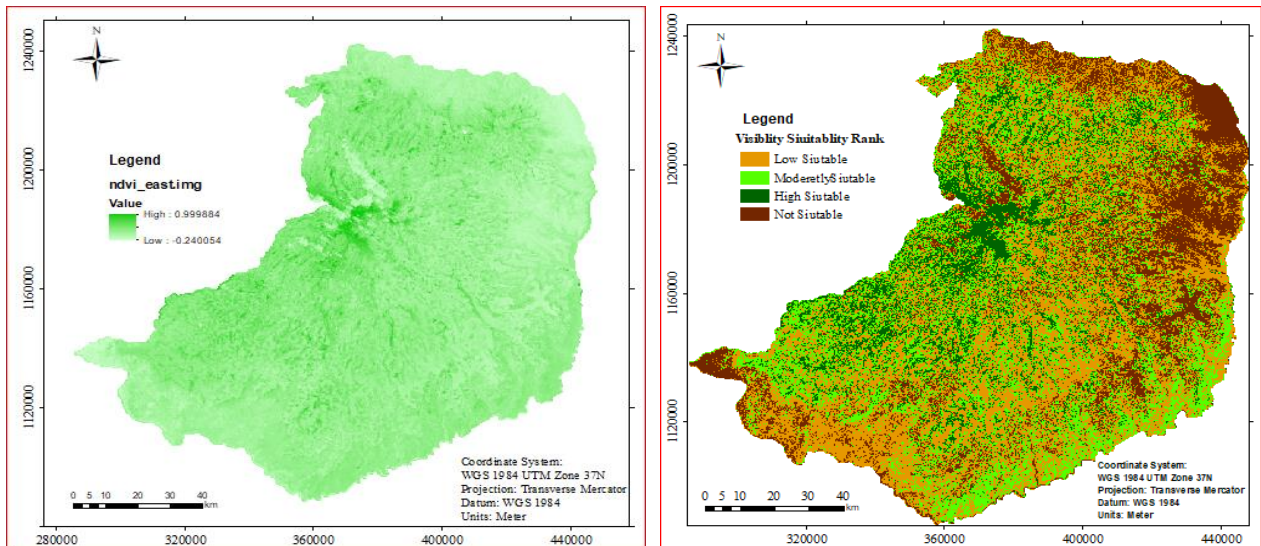 N
Legend
ndvi_east.img
Value
High : 0.999884
Low : -0.240054
Coordinate System:
WGS 1984 UTM Zone 37N
Projection: Transverse Mercator
Datum: WGS 1984
Units: Meter
0 5 10 20 30 40
km
1240000
1200000
1160000
1120000
280000 320000 360000 400000 440000
N
Legend
Visiblity Siuitablity Rank
Low Siutable
ModeretlySiutable
High Siutable
Not Siutable
Coordinate System:
WGS 1984 UTM Zone 37N
Projection: Transverse Mercator
Datum: WGS 1984
Units: Meter
0 5 10 20 30 40
km
1240000
1200000
1160000
1120000
320000 360000 400000 440000